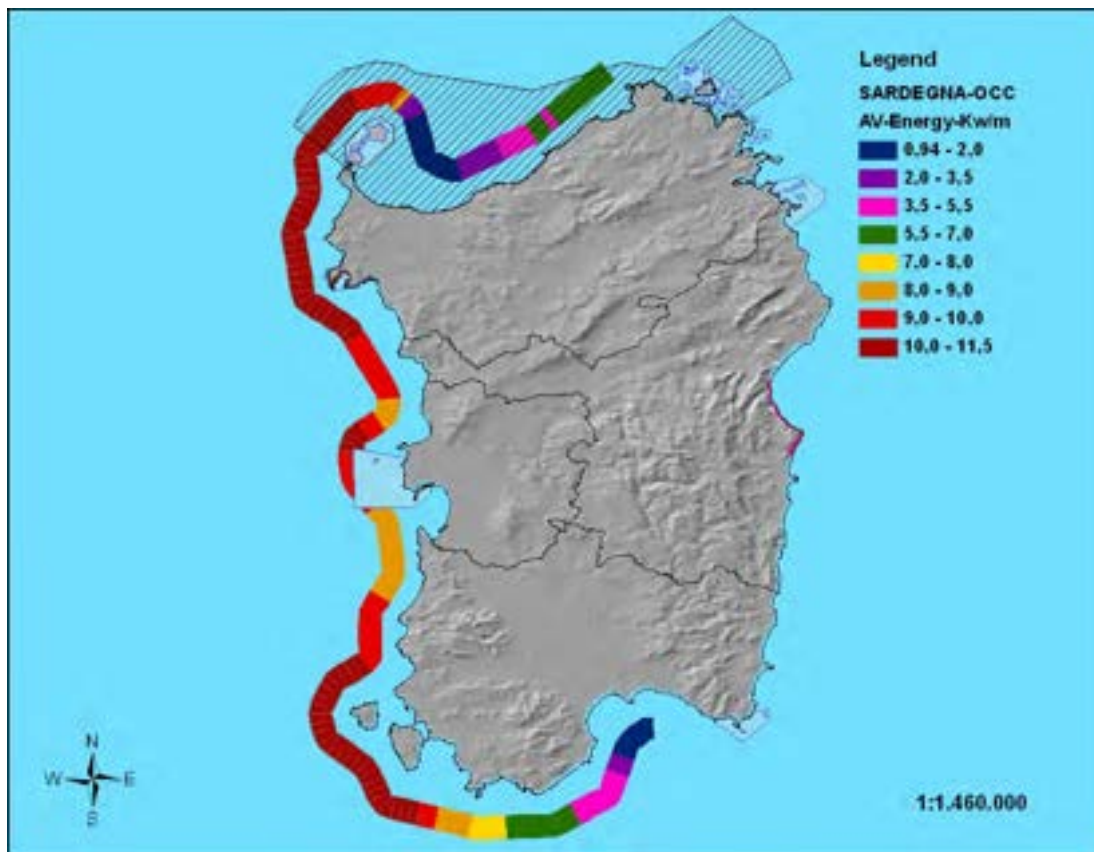 Legend
SARDEGNA-OCC
AV-Energy-Kw/m
0.94 - 2,0
2,0 - 3,5
3,5 - 5,5
5,5 - 7,0
7,0 - 8,0
8,0 - 9,0
9,0 - 10,0
10,0 - 11,5
N
W E
S
1:1.460.000